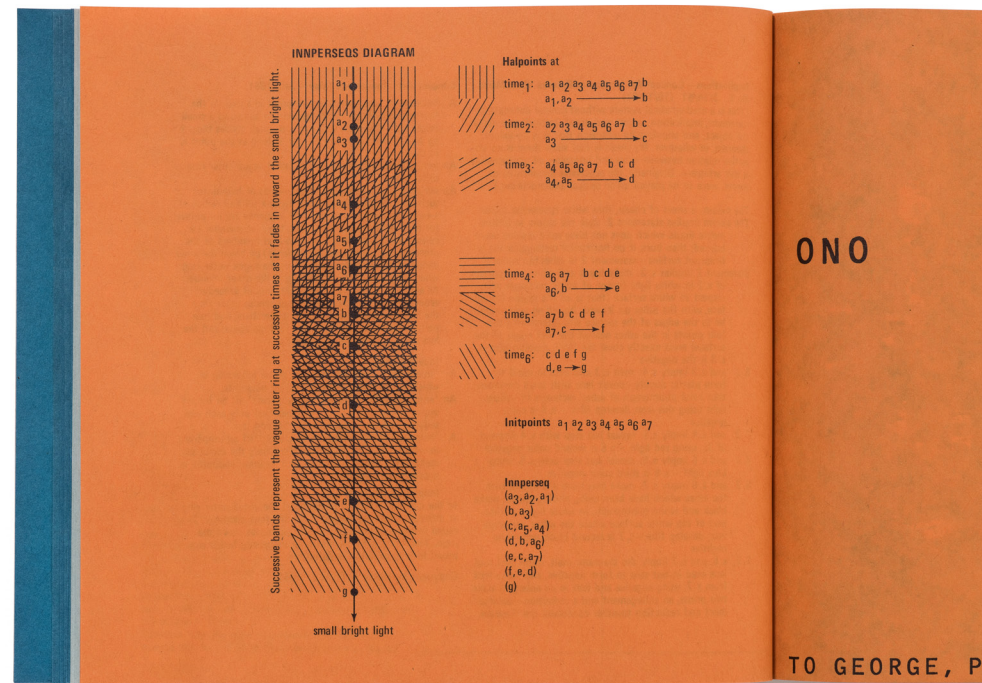 INNPERSEQS DIAGRAM
Successive bands represent the vague outer ring at successive times as it fades in toward the small bright light.
a1
a2
a3
a4
a5
a6
a7
b
c
d
e
f
g
small bright light
Halpoints at
time1: a1 a2 a3 a4 a5 a6 a7 b
a1, a2 → b
time2: a2 a3 a4 a5 a6 a7 b c
a3 → c
time3: a4 a5 a6 a7 b c d
a4, a5 → d
time4: a6 a7 b c d e
a6, b → e
time5: a7 b c d e f
a7, c → f
time6: c d e f g
d, e → g
Initpoints a1 a2 a3 a4 a5 a6 a7
Innperseq
(a3, a2, a1)
(b, a3)
(c, a5, a4)
(d, b, a6)
(e, c, a7)
(f, e, d)
(g)
ONO
TO GEORGE, P